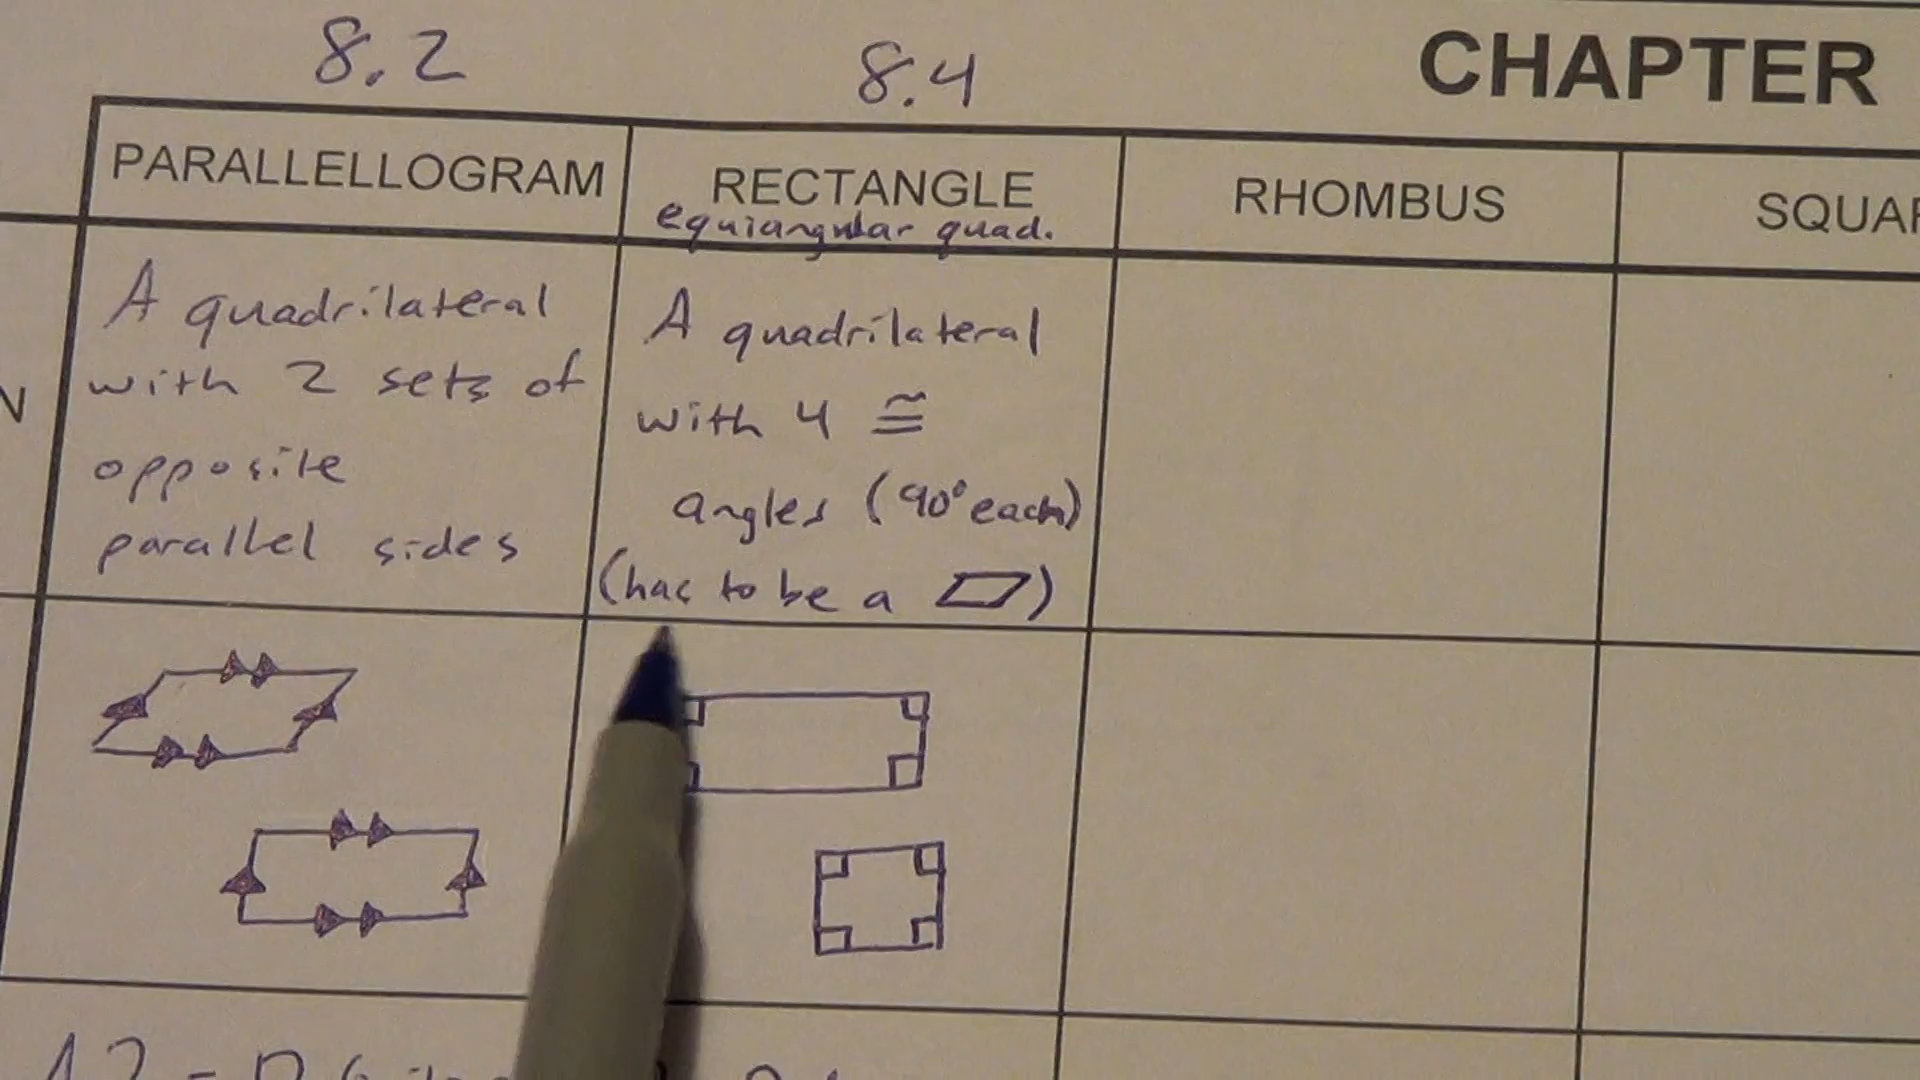 8.2
8.4
CHAPTER
PARALLELLOGRAM
RECTANGLE
equiangular quad.
RHOMBUS
SQUAR
N
A quadrilateral
with 2 sets of
opposite
parallel sides
A quadrilateral
with 4 ≅
angles (90° each)
(has to be a ▱)